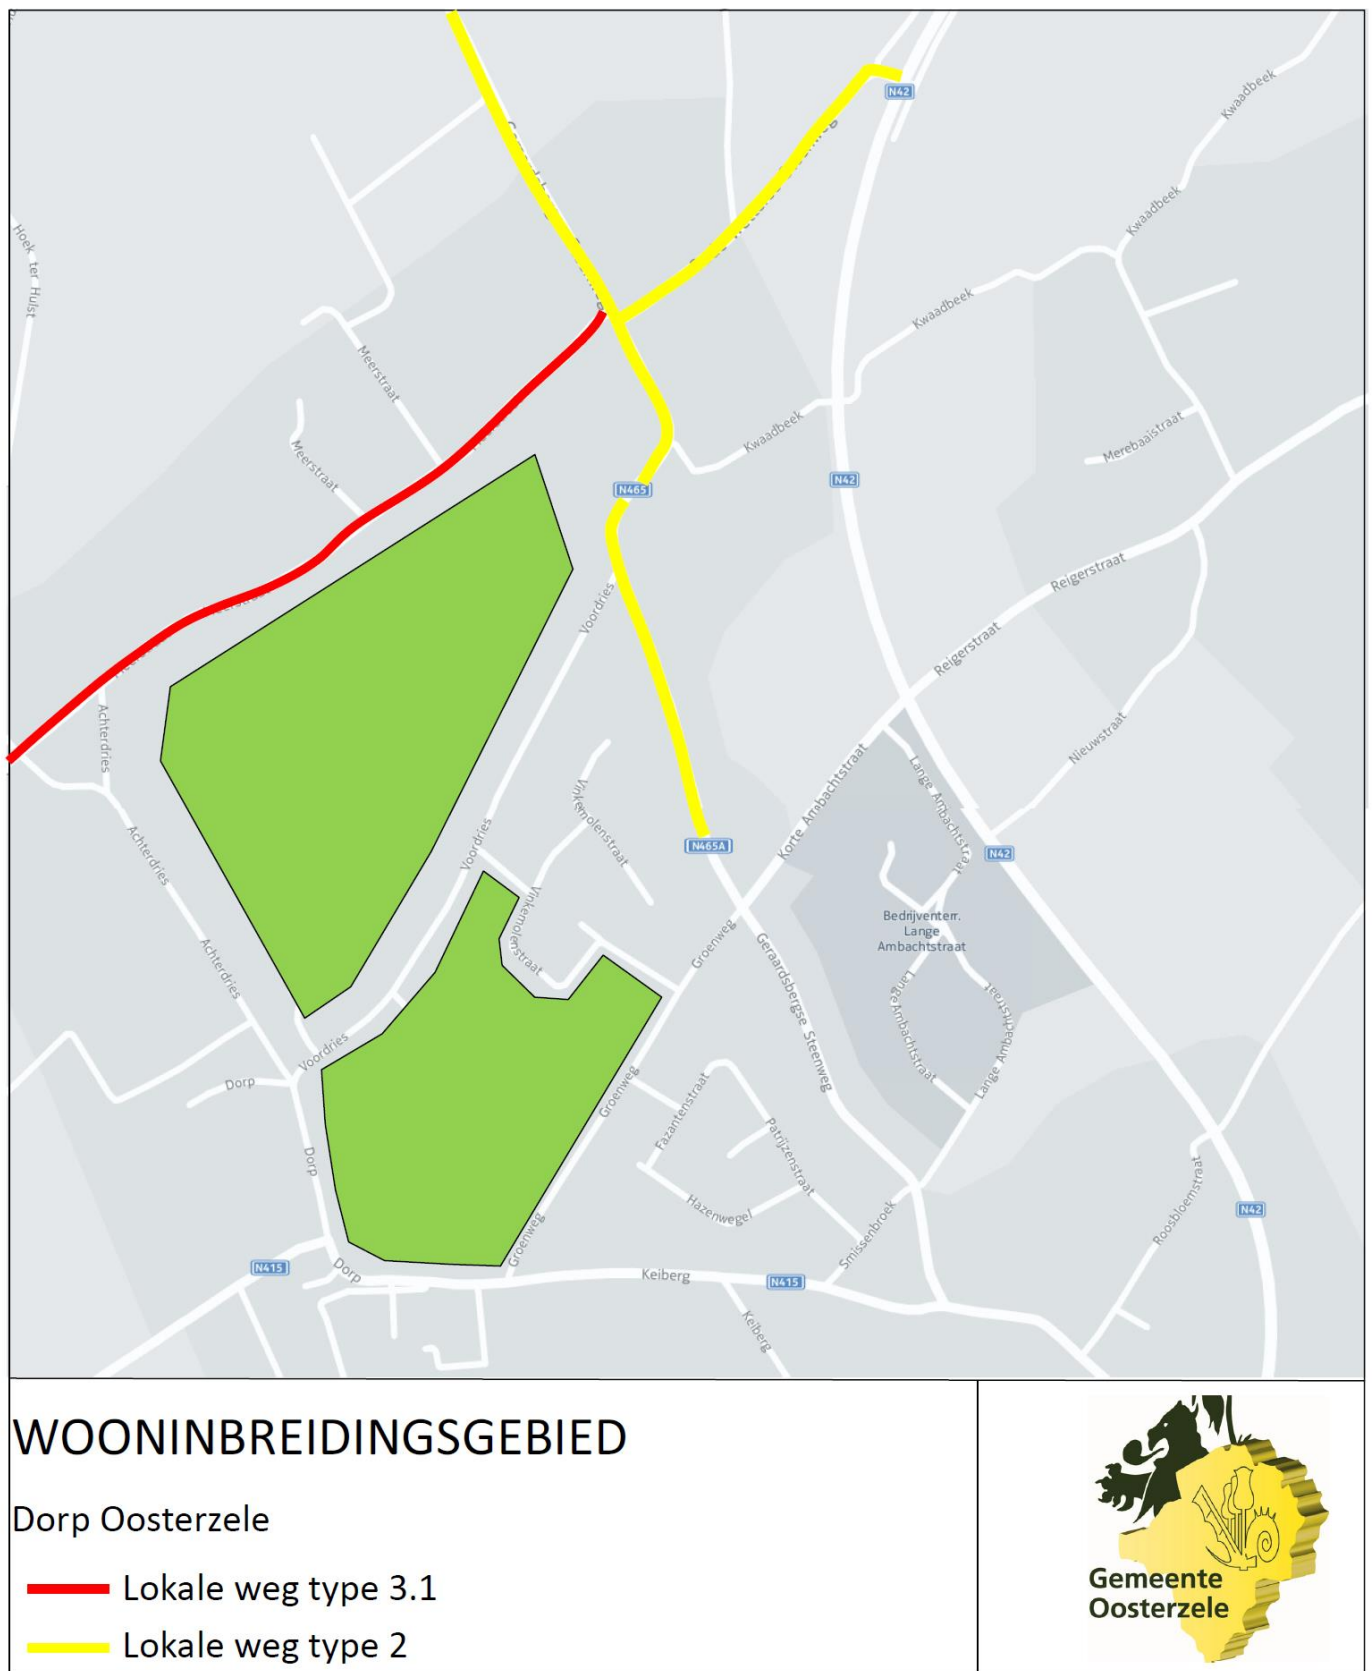 N42
Kwaadbeek
Kwaadbeek
Hoek ter Hulst
Kwaadbeek
Meerstraat
Kwaadbeek
Merebaaistraat
Meerstraat
N465
N42
Reigerstraat
Voordries
Reigerstraat
Achterdries
Nieuwstraat
Korte Ambachtstraat
Lange Ambachtstraat
Vinkemolenstraat
Voordries
Achterdries
N465A
N42
Vinkemolenstraat
Bedrijventerr.
Lange
Ambachtstraat
Groenweg
Geraardsbergse Steenweg
Achterdries
Lange Ambachtstraat
Lange Ambachtstraat
Voordries
Dorp
Groenweg
Fazantenstraat
Patrijzenstraat
Dorp
Hazenwegel
Roosbloemstraat
N42
Groenweg
Smissenbroek
N415
Dorp
Keiberg
N415
Keiberg
WOONINBREIDINGSGEBIED
Dorp Oosterzele
Lokale weg type 3.1
Lokale weg type 2
Gemeente
Oosterzele